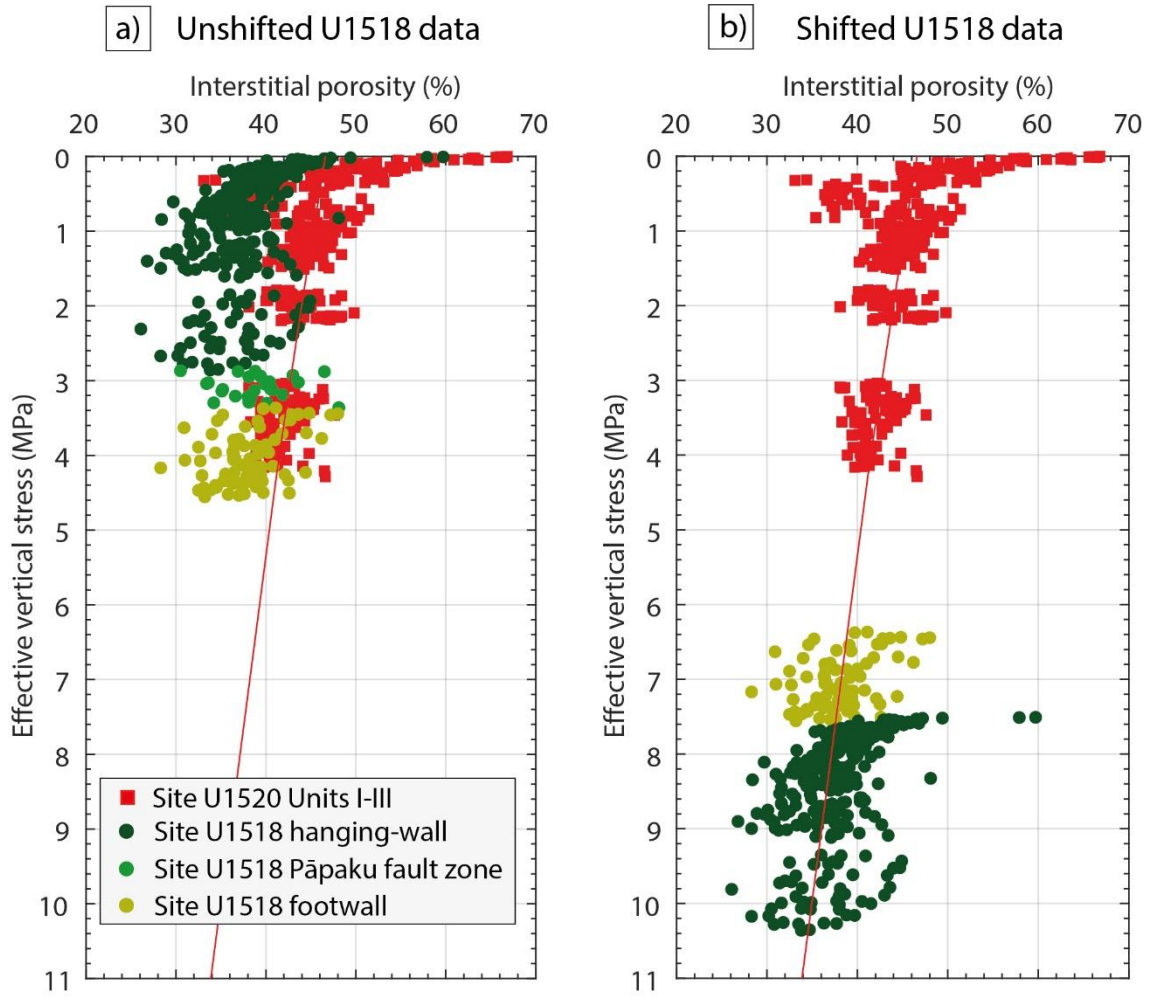 a) Unshifted U1518 data
Interstitial porosity (%)
20 30 40 50 60 70
0
1
2
3
4
5
6
7
8
9
10
11
Effective vertical stress (MPa)
Site U1520 Units I-III
Site U1518 hanging-wall
Site U1518 Pāpaku fault zone
Site U1518 footwall
b) Shifted U1518 data
Interstitial porosity (%)
20 30 40 50 60 70
0
1
2
3
4
5
6
7
8
9
10
11
Effective vertical stress (MPa)